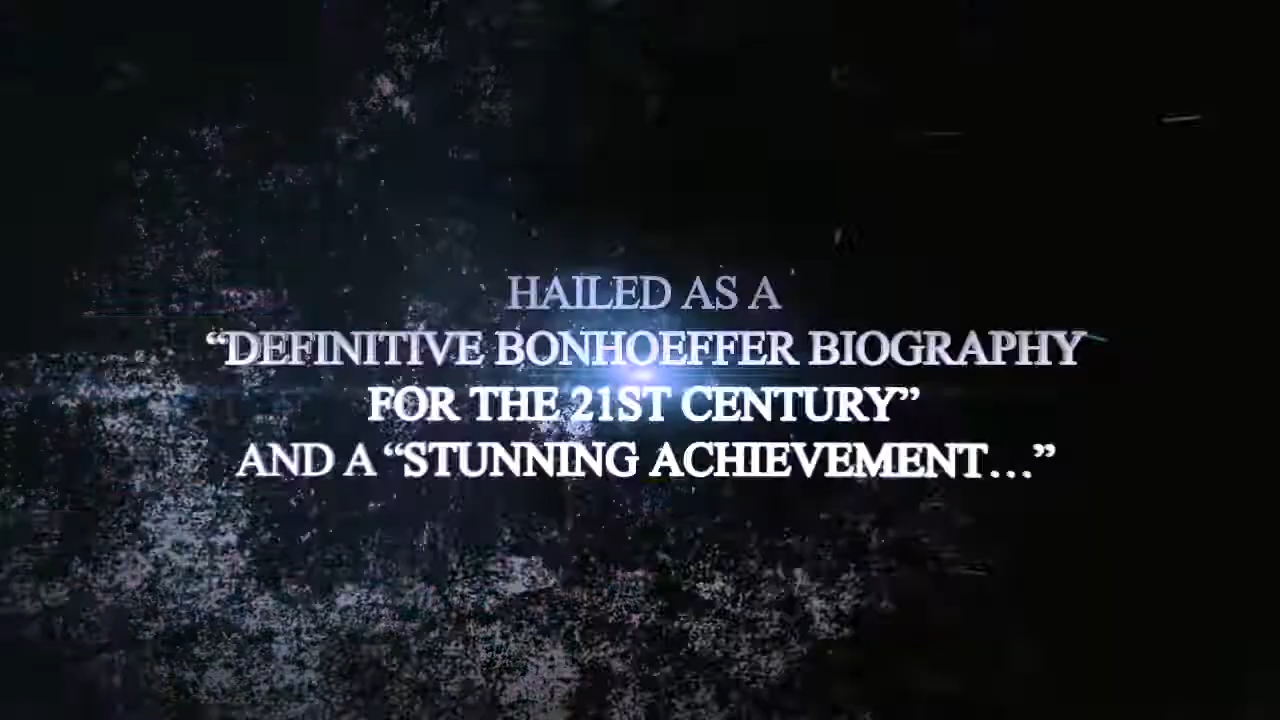 HAILED AS A
“DEFINITIVE BONHOEFFER BIOGRAPHY
FOR THE 21ST CENTURY”
AND A “STUNNING ACHIEVEMENT...”